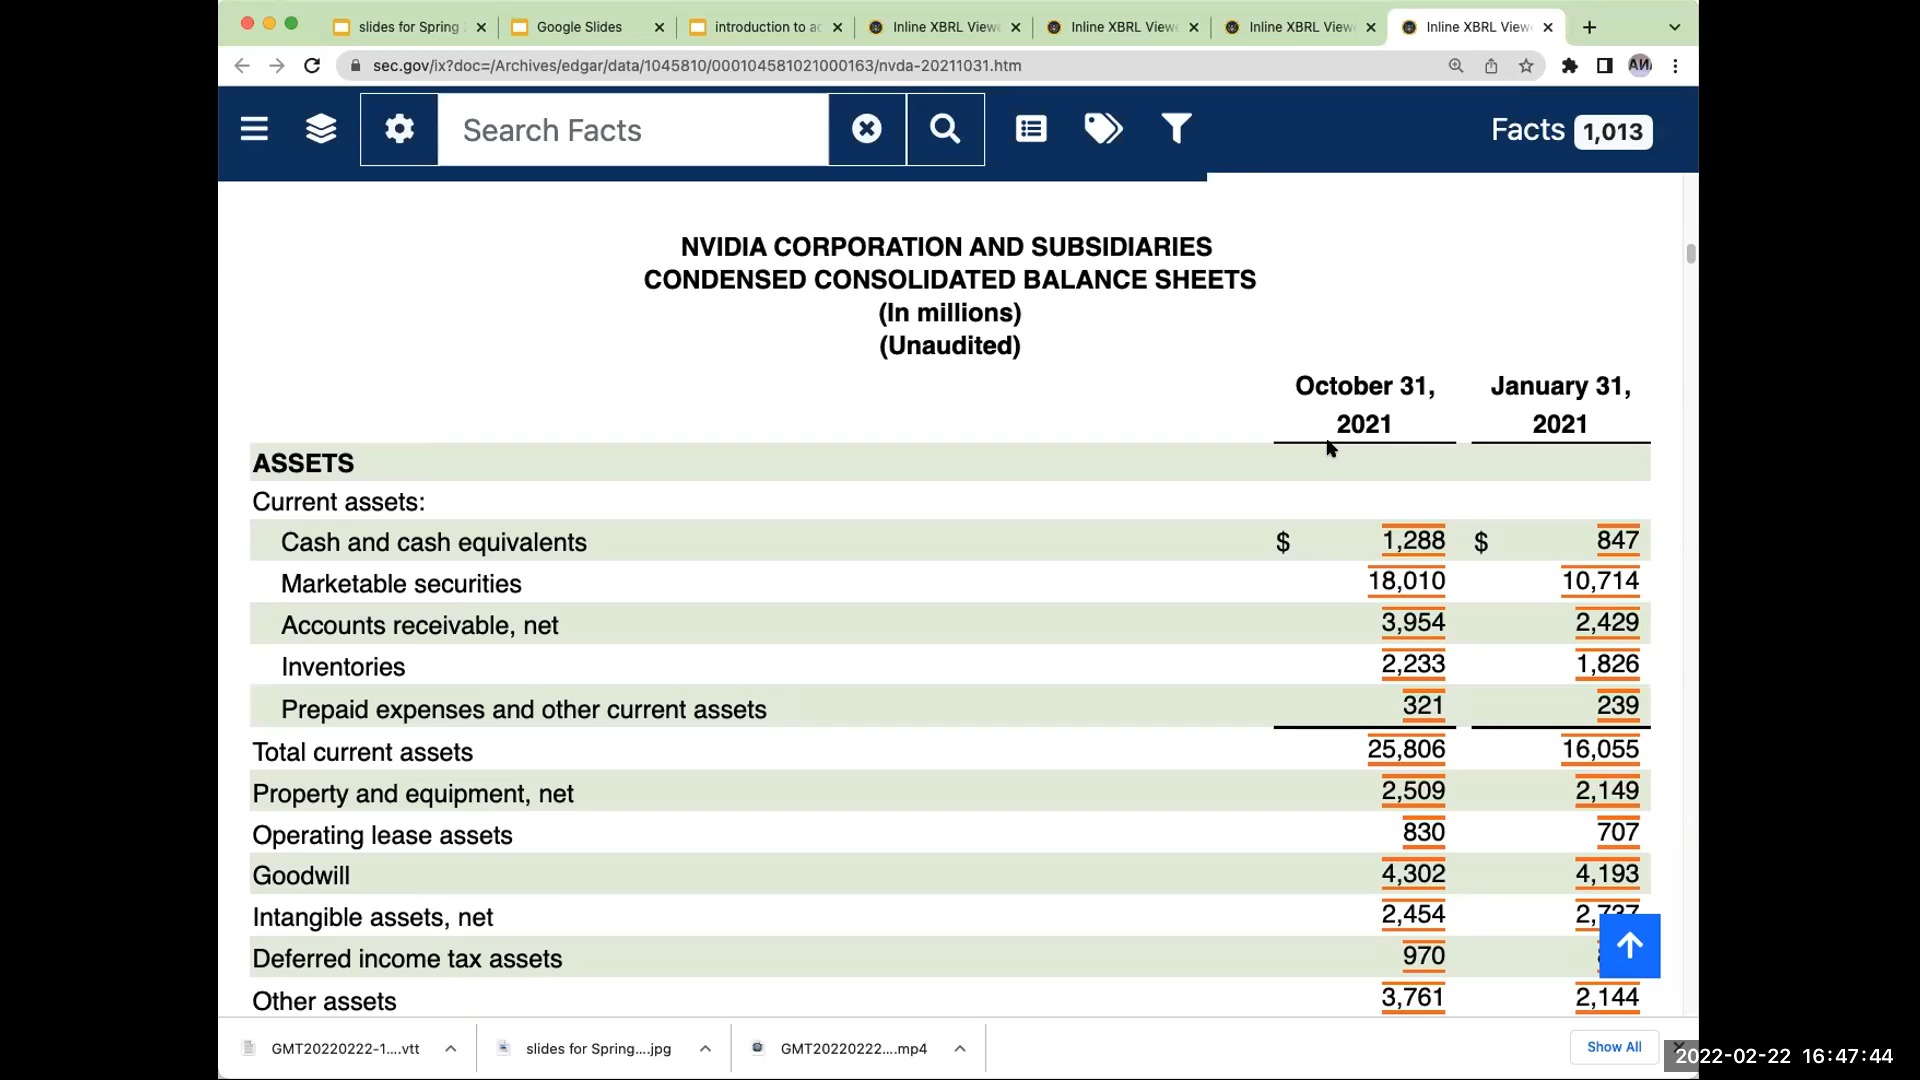 slides for Spring
Google Slides
introduction to ac
Inline XBRL View
Inline XBRL View
Inline XBRL View
Inline XBRL View
sec.gov/ix?doc=/Archives/edgar/data/1045810/000104581021000163/nvda-20211031.htm
Search Facts
Facts 1,013
NVIDIA CORPORATION AND SUBSIDIARIES
CONDENSED CONSOLIDATED BALANCE SHEETS
(In millions)
(Unaudited)
October 31, January 31,
2021 2021
ASSETS
Current assets:
Cash and cash equivalents $ 1,288 $ 847
Marketable securities 18,010 10,714
Accounts receivable, net 3,954 2,429
Inventories 2,233 1,826
Prepaid expenses and other current assets 321 239
Total current assets 25,806 16,055
Property and equipment, net 2,509 2,149
Operating lease assets 830 707
Goodwill 4,302 4,193
Intangible assets, net 2,454 2,737
Deferred income tax assets 970
Other assets 3,761 2,144
GMT20220222-1....vtt
slides for Spring....jpg
GMT20220222....mp4
Show All
2022-02-22 16:47:44